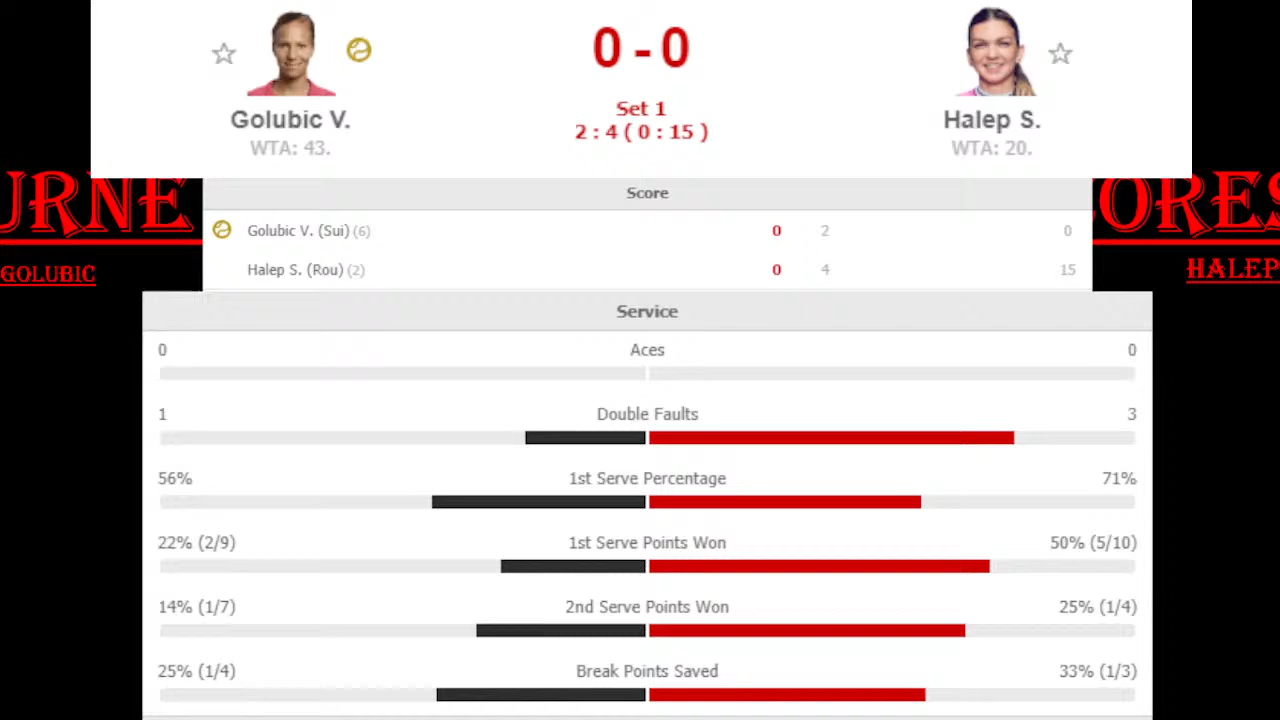 0 - 0
Golubic V.
WTA: 43.
Set 1
2 : 4 ( 0 : 15 )
Halep S.
WTA: 20.
URNE
ORES
GOLUBIC
HALEP
Score
Golubic V. (Sui) (6) 0 2 0
Halep S. (Rou) (2) 0 4 15
Service
0 Aces 0
1 Double Faults 3
56% 1st Serve Percentage 71%
22% (2/9) 1st Serve Points Won 50% (5/10)
14% (1/7) 2nd Serve Points Won 25% (1/4)
25% (1/4) Break Points Saved 33% (1/3)